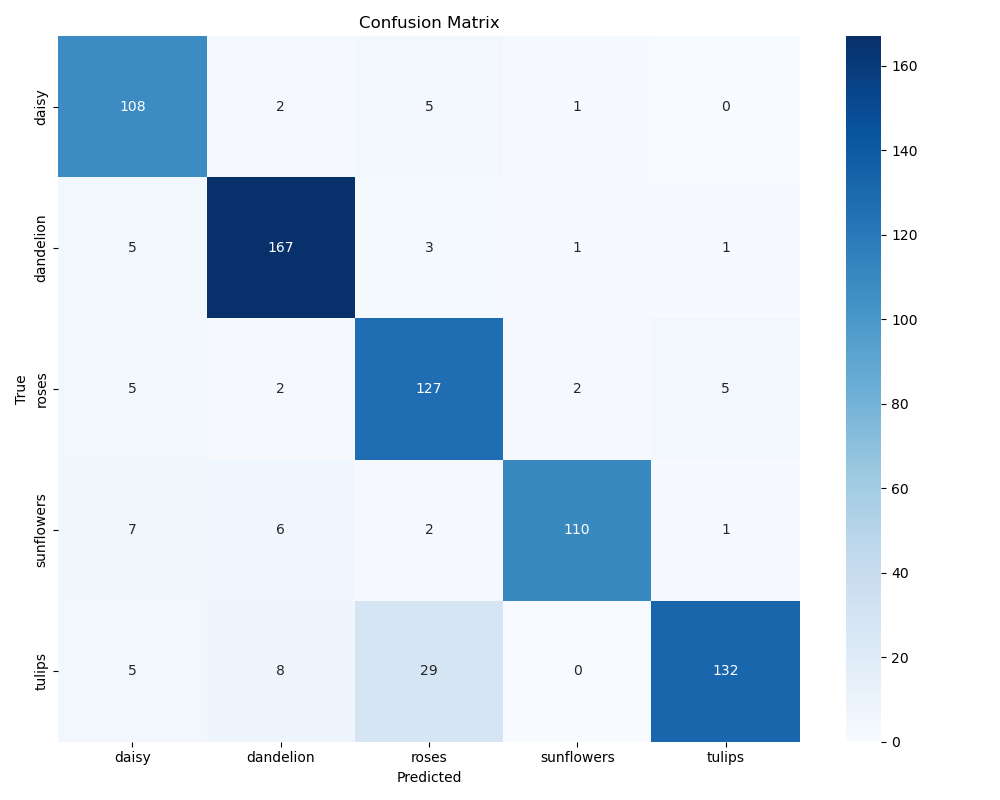 Confusion Matrix
daisy 108 2 5 1 0
dandelion 5 167 3 1 1
roses 5 2 127 2 5
sunflowers 7 6 2 110 1
tulips 5 8 29 0 132
True
daisy dandelion roses sunflowers tulips
Predicted
160
140
120
100
80
60
40
20
0